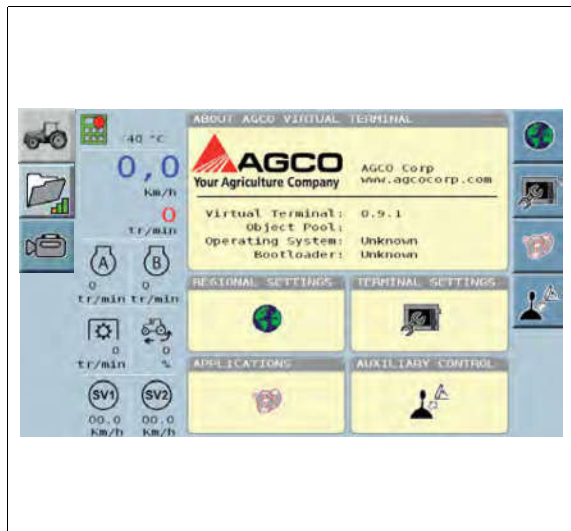 ABOUT AGCO VIRTUAL TERMINAL
40 °C
0,0
Km/h
0
tr/min
A
B
0
0
tr/min tr/min
0
0
tr/min
%
SV1
SV2
00.0
00.0
Km/h
Km/h
AGCO
Your Agriculture Company
AGCO Corp
www.agcocorp.com
Virtual Terminal: 0.9.1
Object Pool:
Operating System: Unknown
Bootloader: Unknown
REGIONAL SETTINGS
TERMINAL SETTINGS
APPLICATIONS
AUXILIARY CONTROL